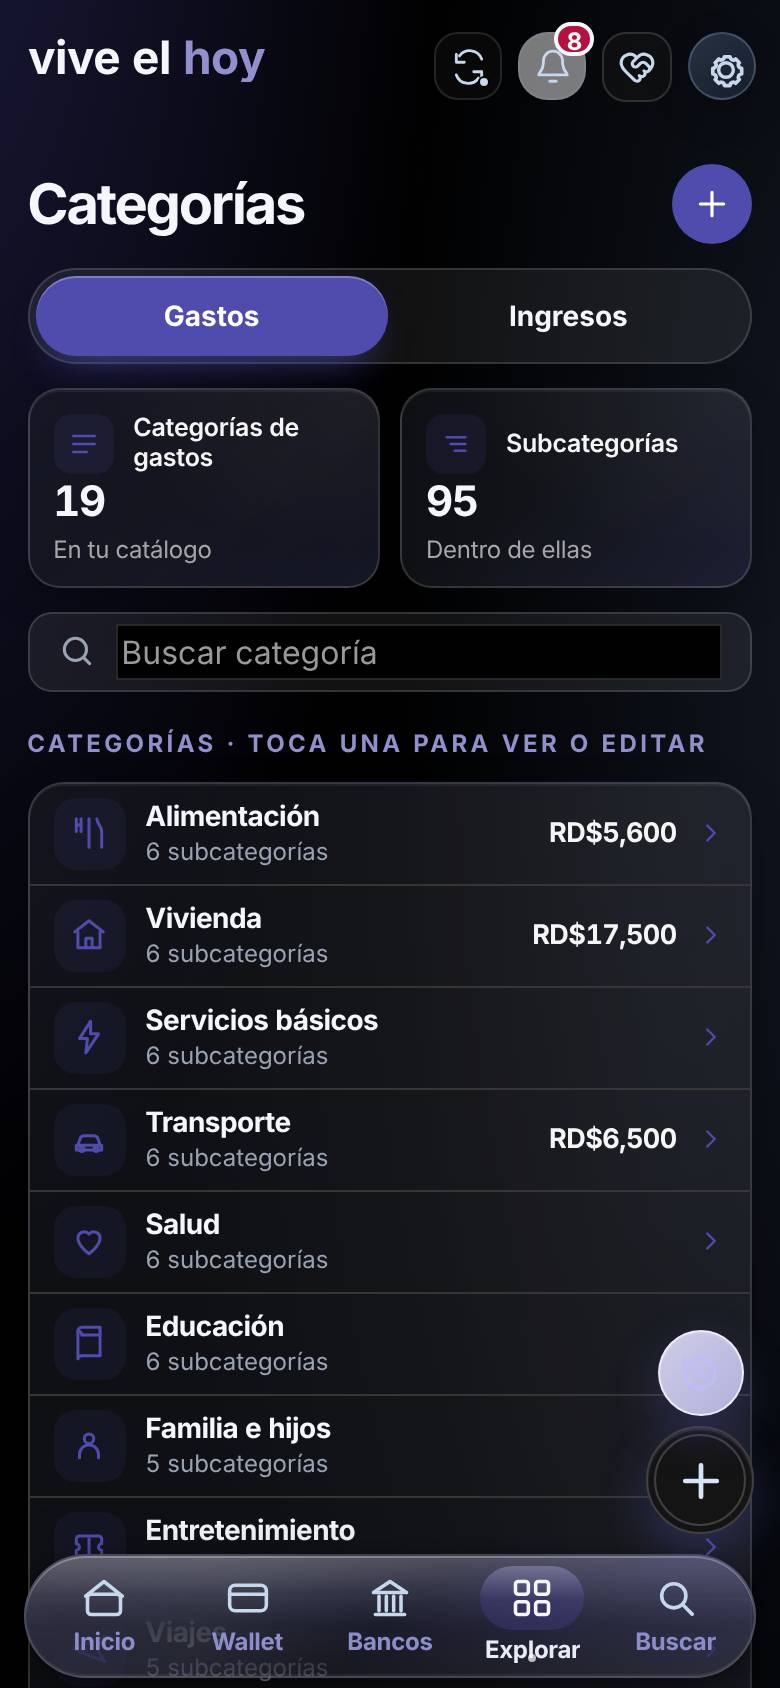 vive el hoy
8
Categorías
Gastos
Ingresos
Categorías de
gastos
19
En tu catálogo
Subcategorías
95
Dentro de ellas
Buscar categoría
CATEGORÍAS · TOCA UNA PARA VER O EDITAR
Alimentación
6 subcategorías
RD$5,600
Vivienda
6 subcategorías
RD$17,500
Servicios básicos
6 subcategorías
Transporte
6 subcategorías
RD$6,500
Salud
6 subcategorías
Educación
6 subcategorías
Familia e hijos
5 subcategorías
Entretenimiento
Viajes
5 subcategorías
Inicio
Wallet
Bancos
Explorar
Buscar